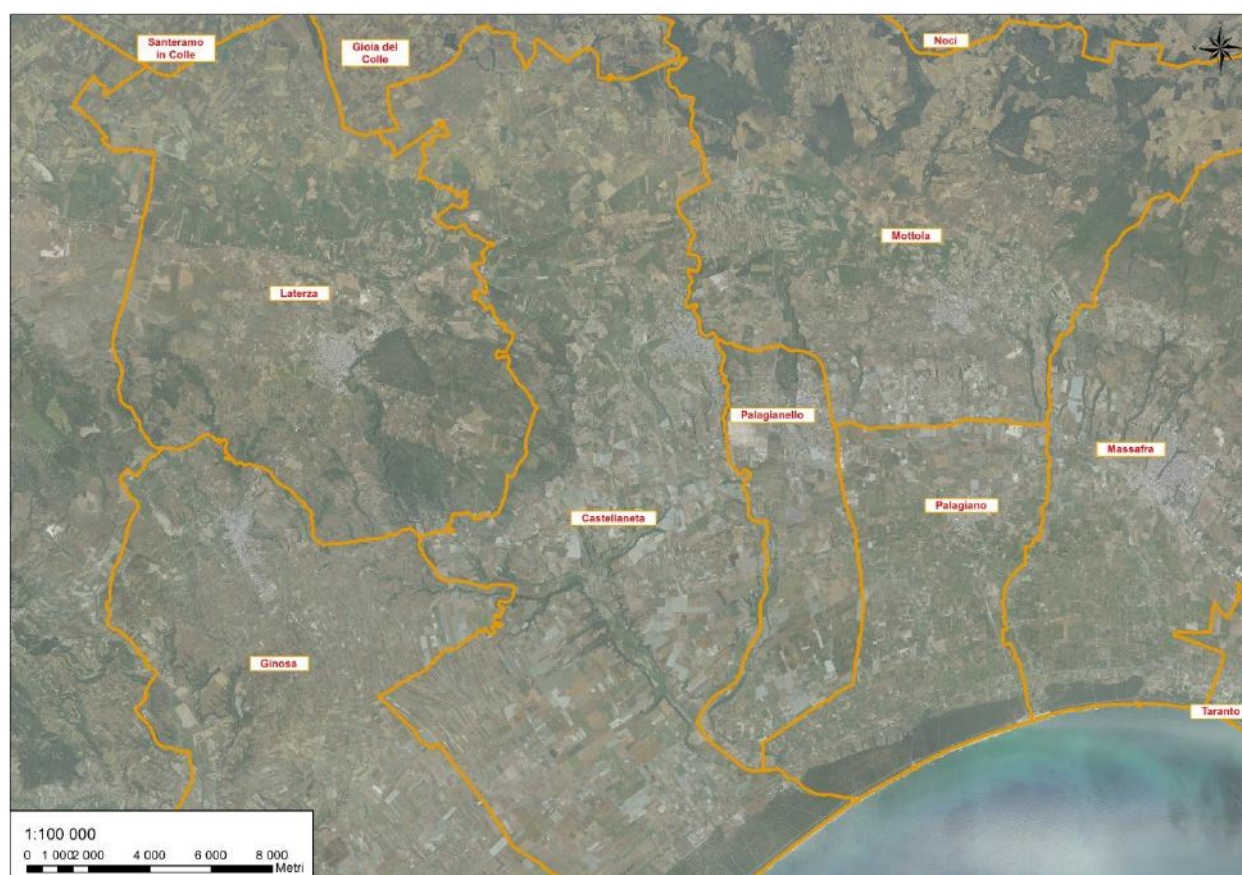 Santeramo
in Colle
Gioia del
Colle
Noci
Mottola
Laterza
Palagianello
Massafra
Castellaneta
Palagiano
Ginosa
Taranto
1:100 000
0 1 000 2 000 4 000 6 000 8 000
Metri